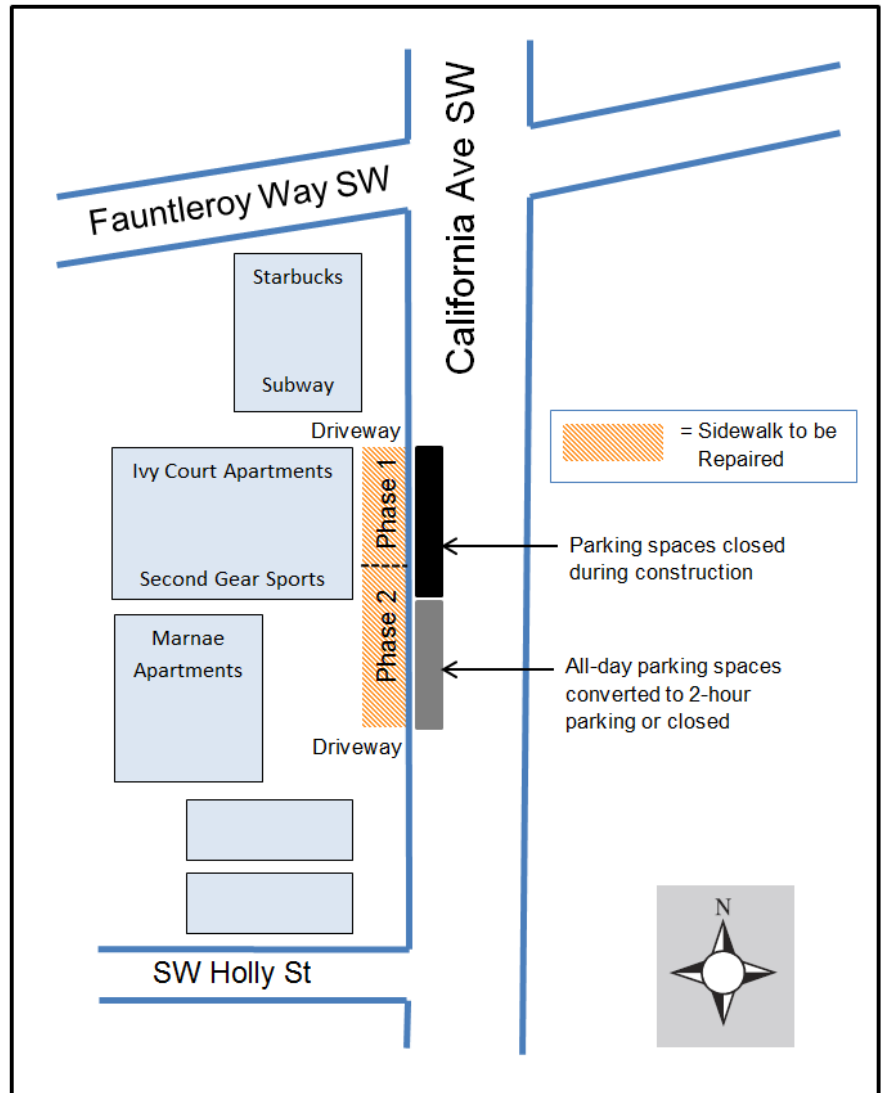 California Ave SW
Fauntleroy Way SW
Starbucks
Subway
Driveway
= Sidewalk to be
Repaired
Ivy Court Apartments
Second Gear Sports
Phase 1
Phase 2
Parking spaces closed
during construction
Marnae
Apartments
All-day parking spaces
converted to 2-hour
parking or closed
Driveway
SW Holly St
N